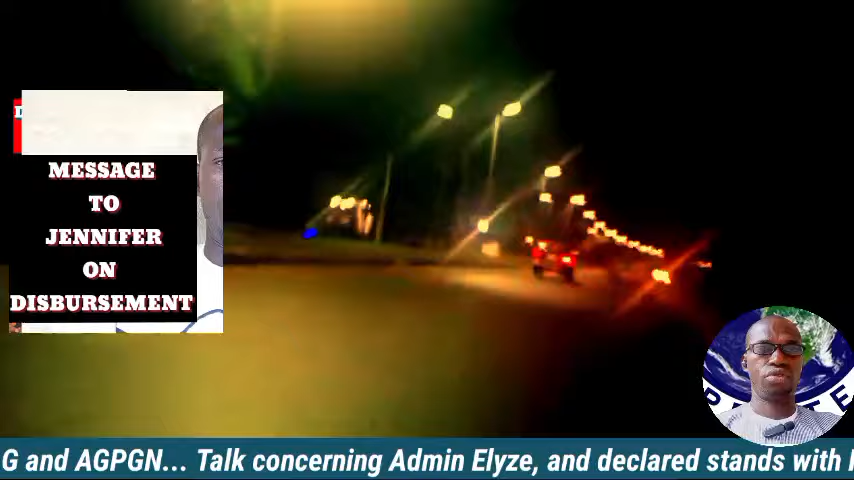 MESSAGE
TO
JENNIFER
ON
DISBURSEMENT
G and AGPGN... Talk concerning Admin Elyze, and declared stands with